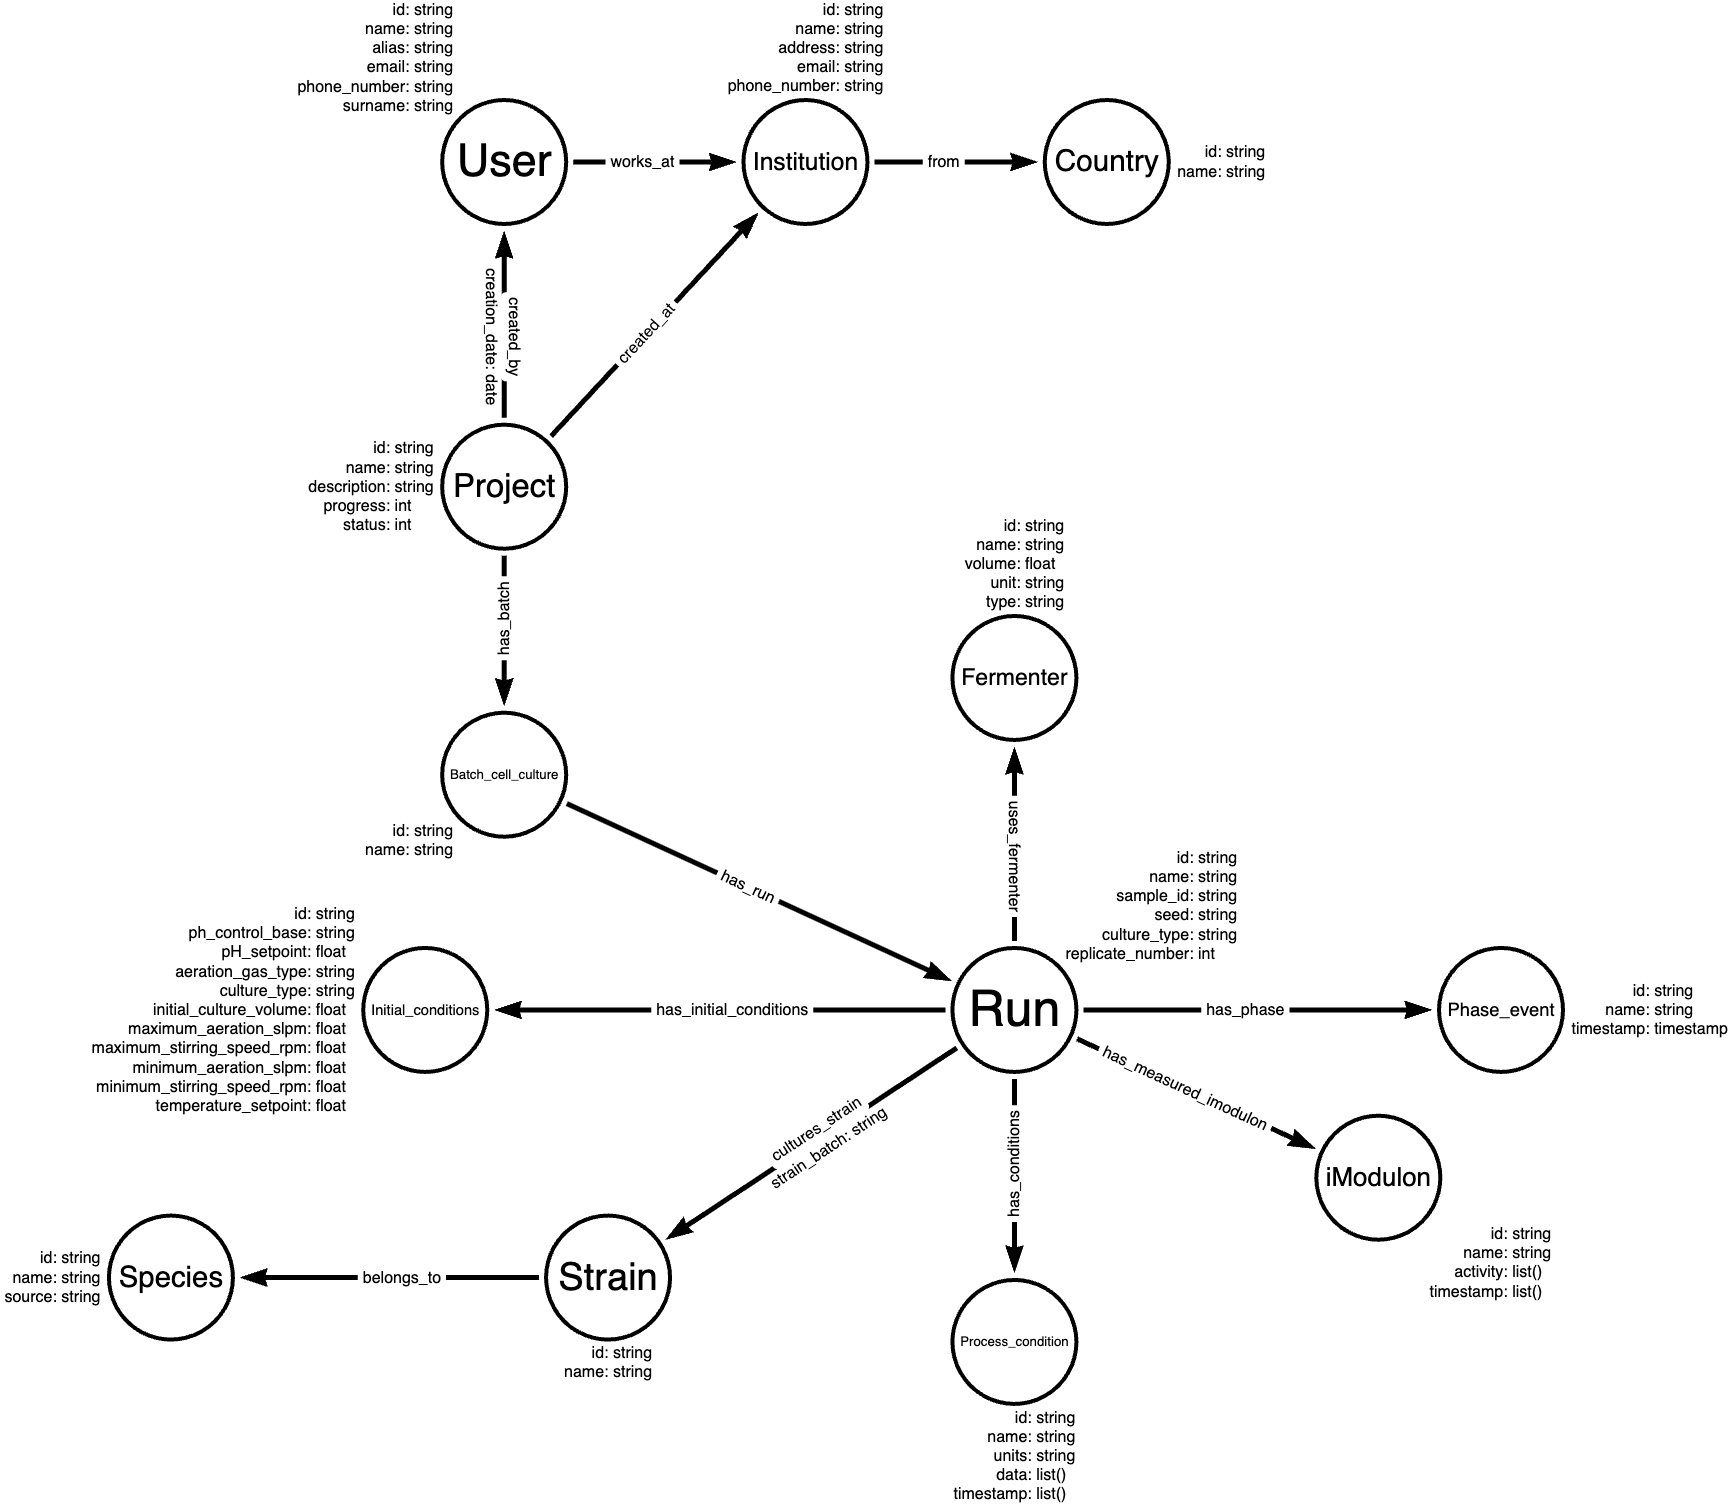 id: string
name: string
alias: string
email: string
phone_number: string
surname: string
User
works_at
id: string
name: string
address: string
email: string
phone_number: string
Institution
from
Country
id: string
name: string
created_by
creation_date: date
created_at
id: string
name: string
description: string
progress: int
status: int
Project
has_batch
id: string
name: string
volume: float
unit: string
type: string
Fermenter
Batch_cell_culture
id: string
name: string
has_run
uses_fermenter
id: string
name: string
sample_id: string
seed: string
culture_type: string
replicate_number: int
id: string
ph_control_base: string
pH_setpoint: float
aeration_gas_type: string
culture_type: string
initial_culture_volume: float
maximum_aeration_slpm: float
maximum_stirring_speed_rpm: float
minimum_aeration_slpm: float
minimum_stirring_speed_rpm: float
temperature_setpoint: float
Initial_conditions
has_initial_conditions
Run
has_phase
Phase_event
id: string
name: string
timestamp: timestamp
has_measured_imodulon
cultures_strain
strain_batch: string
has_conditions
iModulon
id: string
name: string
activity: list()
timestamp: list()
id: string
name: string
source: string
Species
belongs_to
Strain
id: string
name: string
Process_condition
id: string
name: string
units: string
data: list()
timestamp: list()